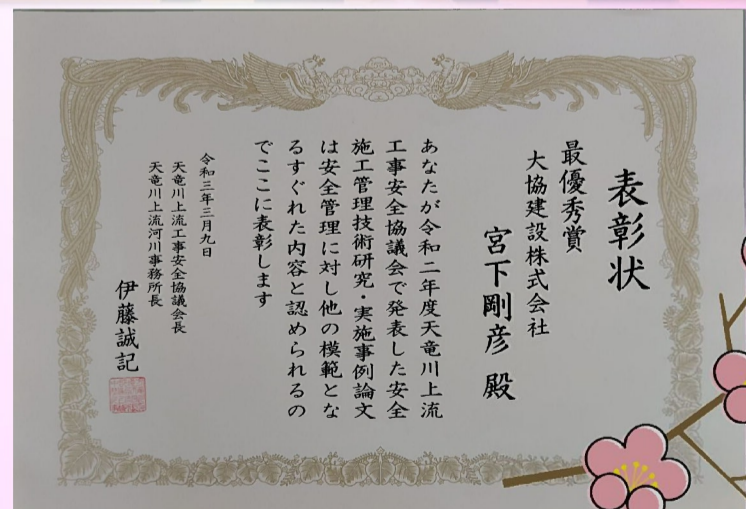 表彰状
最優秀賞
大協建設株式会社
宮下剛彦 殿
あなたが令和二年度天竜川上流
工事安全協議会で発表した安全
施工管理技術研究・実施事例論文
は安全管理に対し他の模範とな
るすぐれた内容と認められるの
でここに表彰します
令和三年三月九日
天竜川上流工事安全協議会長
天竜川上流河川事務所長
伊藤誠記